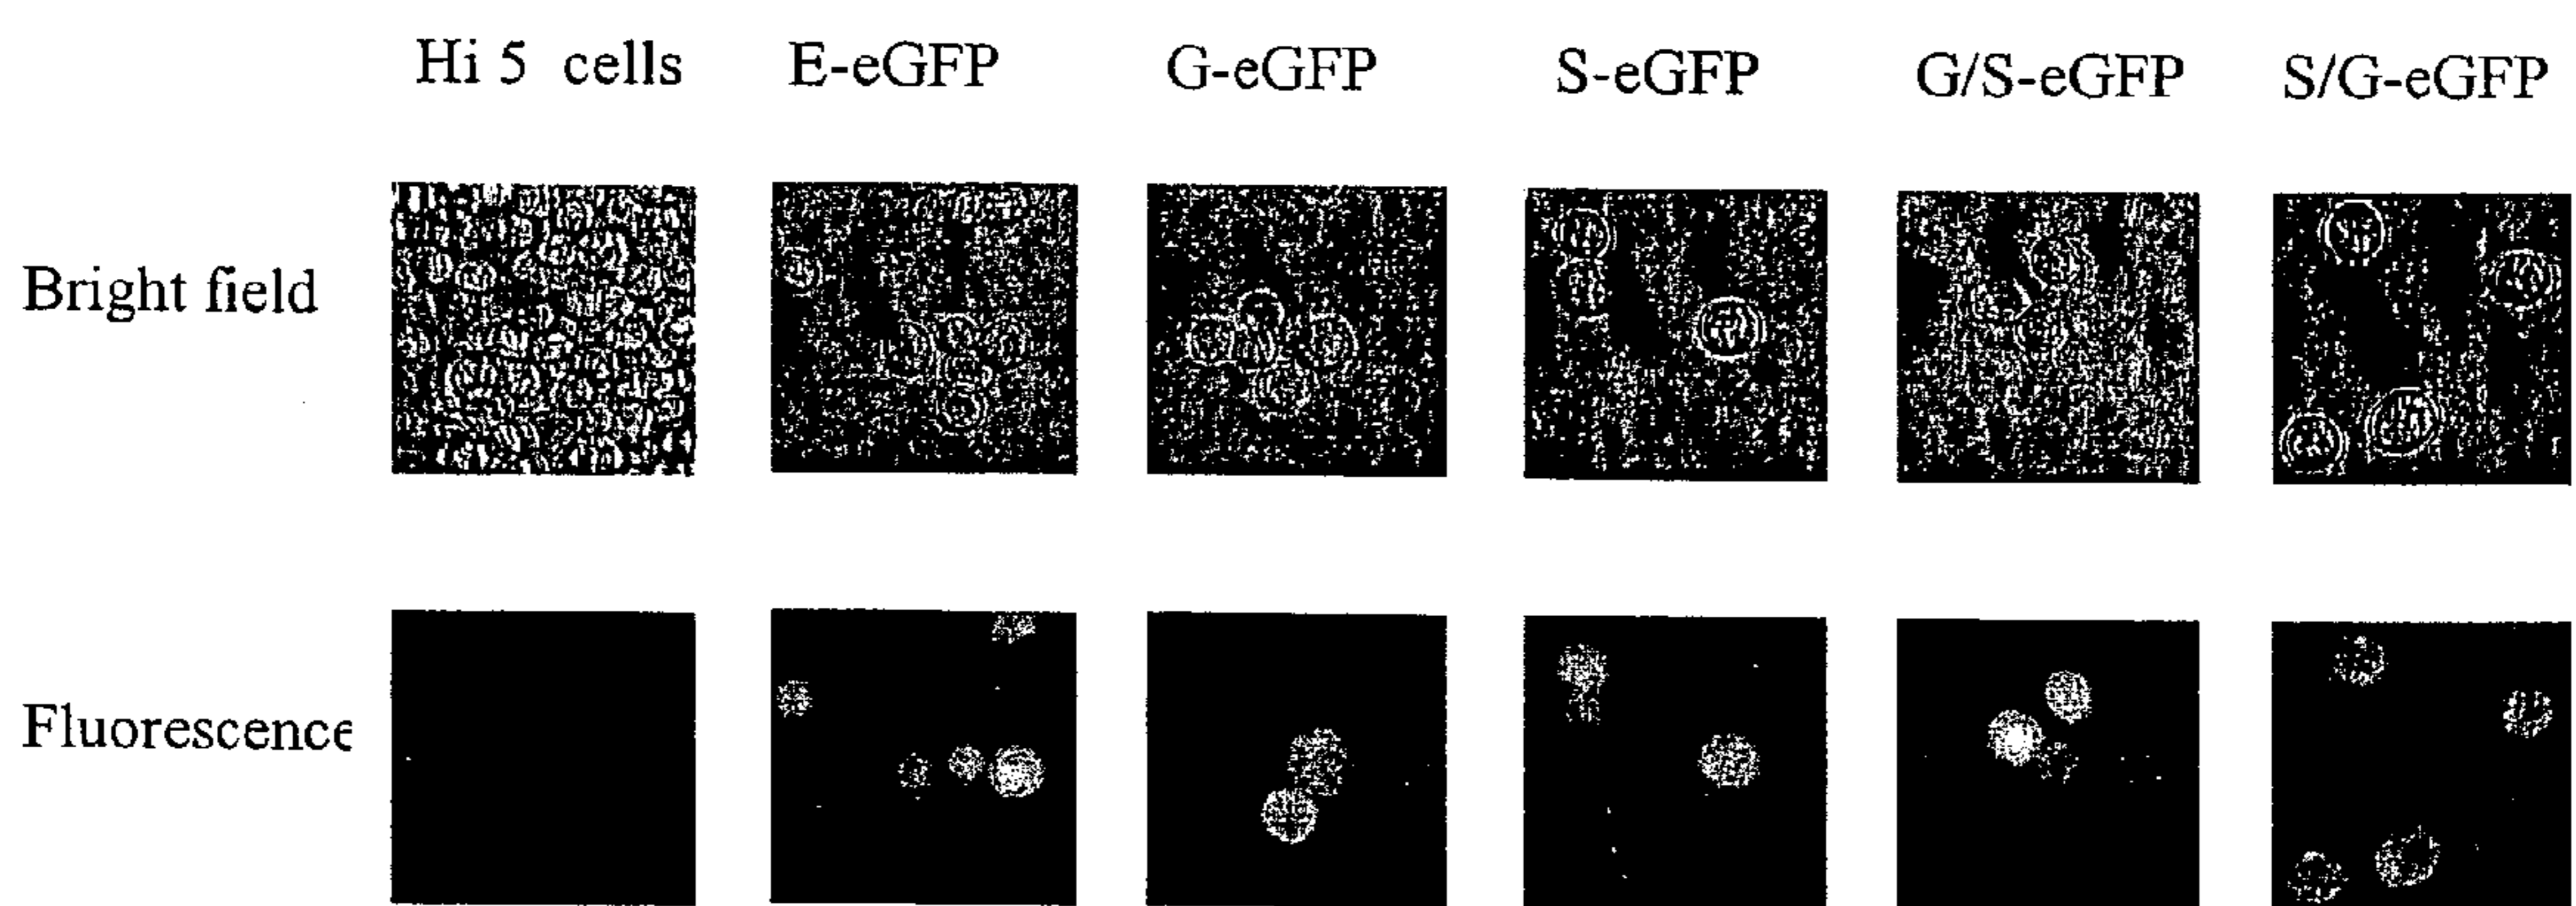 Hi 5 cells E-eGFP G-eGFP S-eGFP G/S-eGFP S/G-eGFP
Bright field
Fluorescence